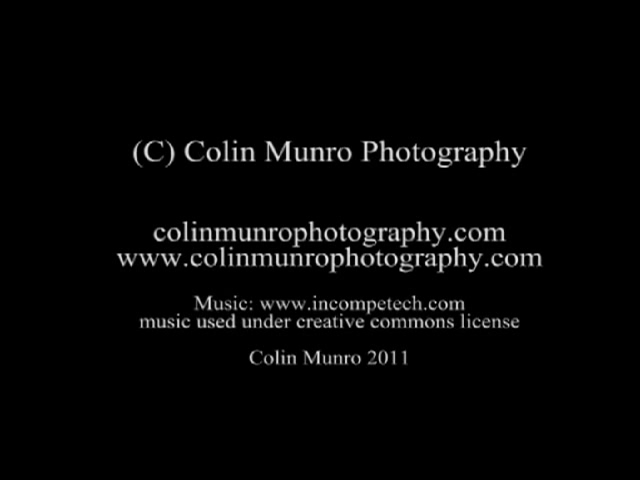 (C) Colin Munro Photography
colinmunrophotography.com
www.colinmunrophotography.com
Music: www.incompetech.com
music used under creative commons license
Colin Munro 2011